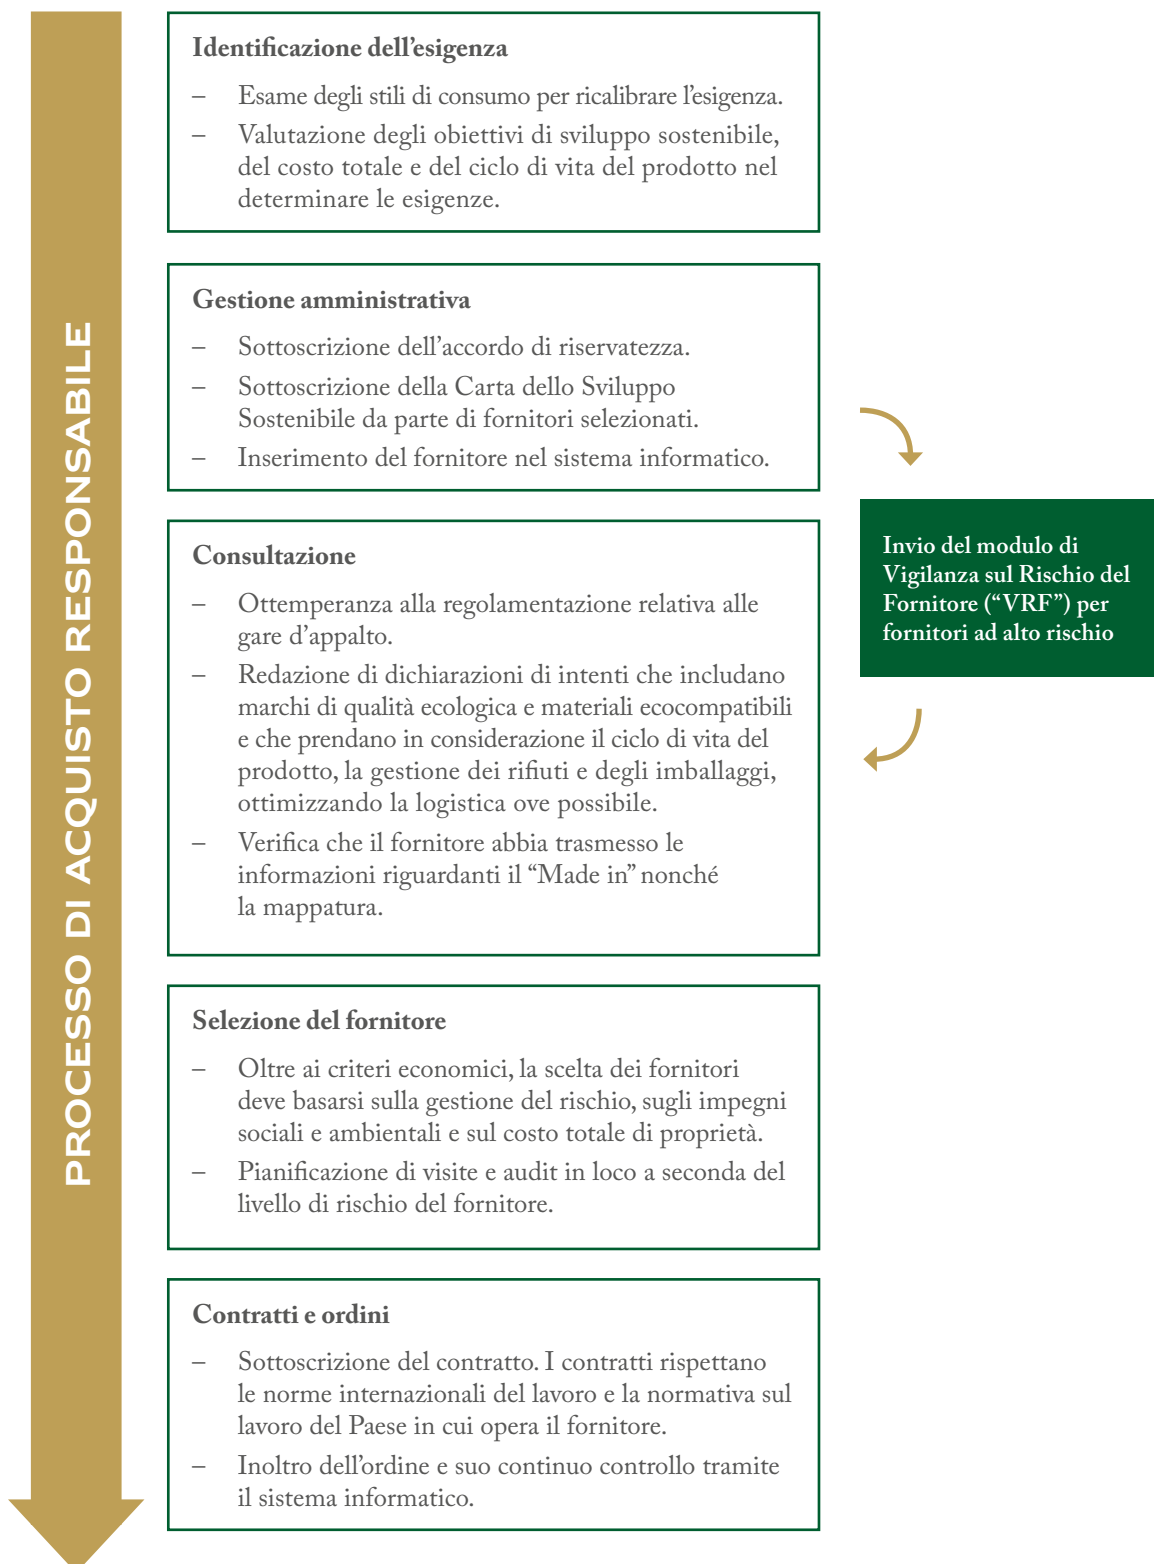 PROCESSO DI ACQUISTO RESPONSABILE
Identificazione dell’esigenza
– Esame degli stili di consumo per ricalibrare l’esigenza.
– Valutazione degli obiettivi di sviluppo sostenibile,
del costo totale e del ciclo di vita del prodotto nel
determinare le esigenze.
Gestione amministrativa
– Sottoscrizione dell’accordo di riservatezza.
– Sottoscrizione della Carta dello Sviluppo
Sostenibile da parte di fornitori selezionati.
– Inserimento del fornitore nel sistema informatico.
Invio del modulo di
Vigilanza sul Rischio del
Fornitore (“VRF”) per
fornitori ad alto rischio
Consultazione
– Ottemperanza alla regolamentazione relativa alle
gare d’appalto.
– Redazione di dichiarazioni di intenti che includano
marchi di qualità ecologica e materiali ecocompatibili
e che prendano in considerazione il ciclo di vita del
prodotto, la gestione dei rifiuti e degli imballaggi,
ottimizzando la logistica ove possibile.
– Verifica che il fornitore abbia trasmesso le
informazioni riguardanti il “Made in” nonché
la mappatura.
Selezione del fornitore
– Oltre ai criteri economici, la scelta dei fornitori
deve basarsi sulla gestione del rischio, sugli impegni
sociali e ambientali e sul costo totale di proprietà.
– Pianificazione di visite e audit in loco a seconda del
livello di rischio del fornitore.
Contratti e ordini
– Sottoscrizione del contratto. I contratti rispettano
le norme internazionali del lavoro e la normativa sul
lavoro del Paese in cui opera il fornitore.
– Inoltro dell’ordine e suo continuo controllo tramite
il sistema informatico.